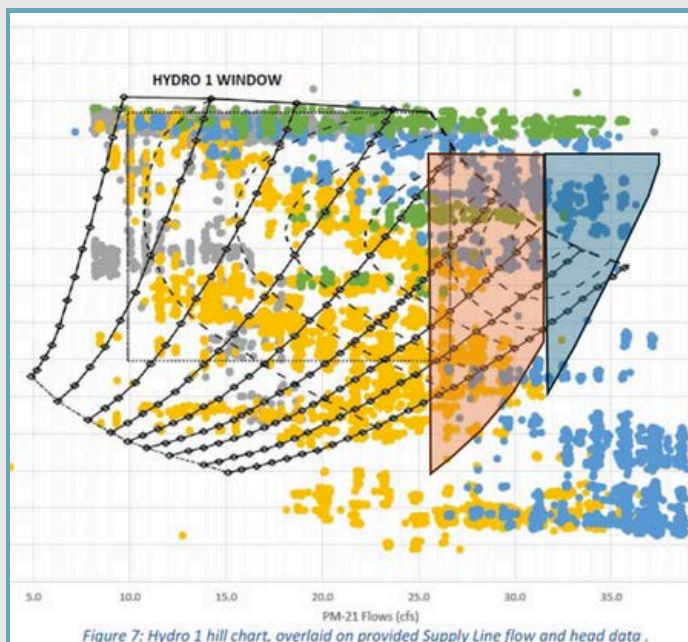 HYDRO 1 WINDOW
5.0 10.0 15.0 20.0 25.0 30.0 35.0
PM-21 Flows (cfs)
Figure 7: Hydro 1 hill chart, overlaid on provided Supply Line flow and head data .